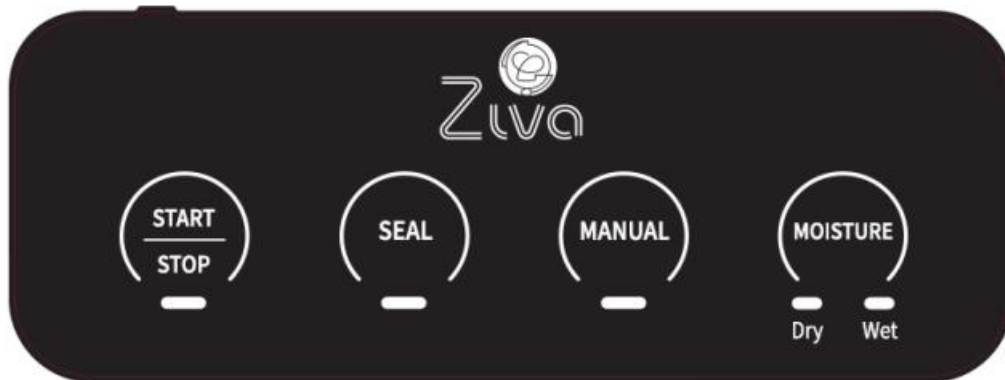 Ziva
START
STOP
SEAL
MANUAL
MOISTURE
Dry Wet